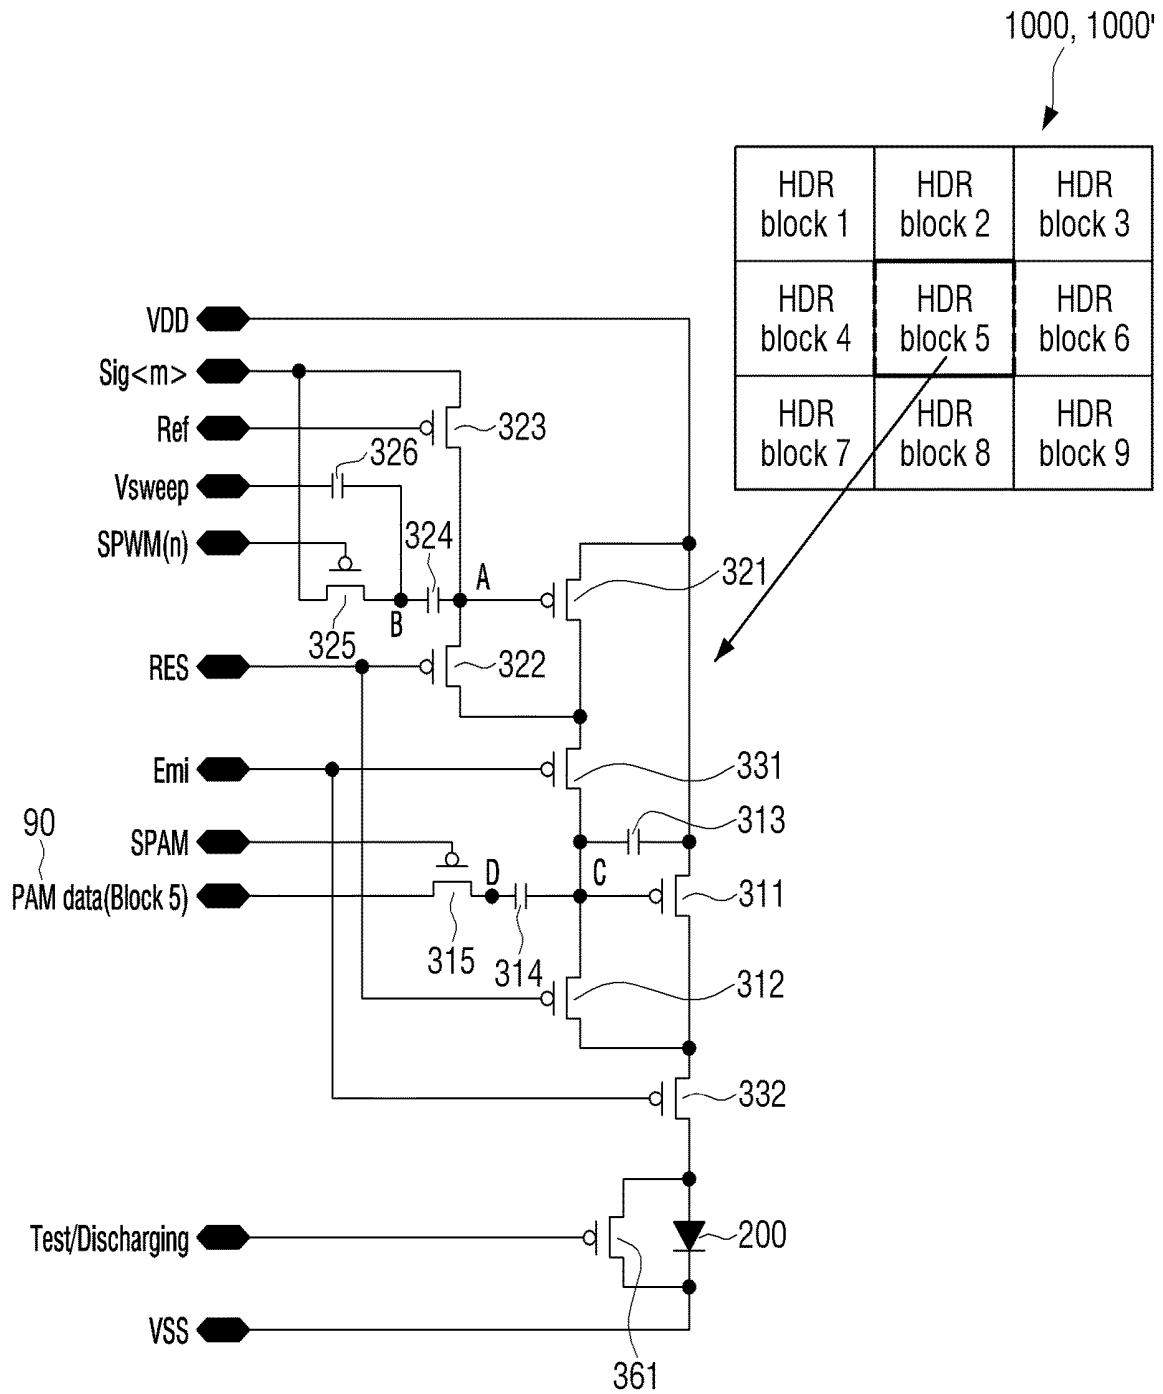 1000, 1000'
HDR
block 1
HDR
block 2
HDR
block 3
HDR
block 4
HDR
block 5
HDR
block 6
HDR
block 7
HDR
block 8
HDR
block 9
VDD
Sig<m>
Ref
323
326
Vsweep
324
SPWM(n)
A
321
B
325
322
RES
331
Emi
90
313
SPAM
D
C
PAM data(Block 5)
311
315
314
312
332
Test/Discharging
200
VSS
361